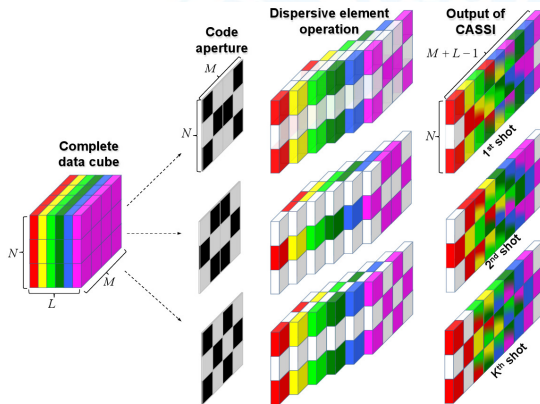 Code
aperture
Dispersive element
operation
Output of
CASSI
M
M + L − 1
N
N
1st shot
Complete
data cube
N
L
M
2nd shot
Kth shot